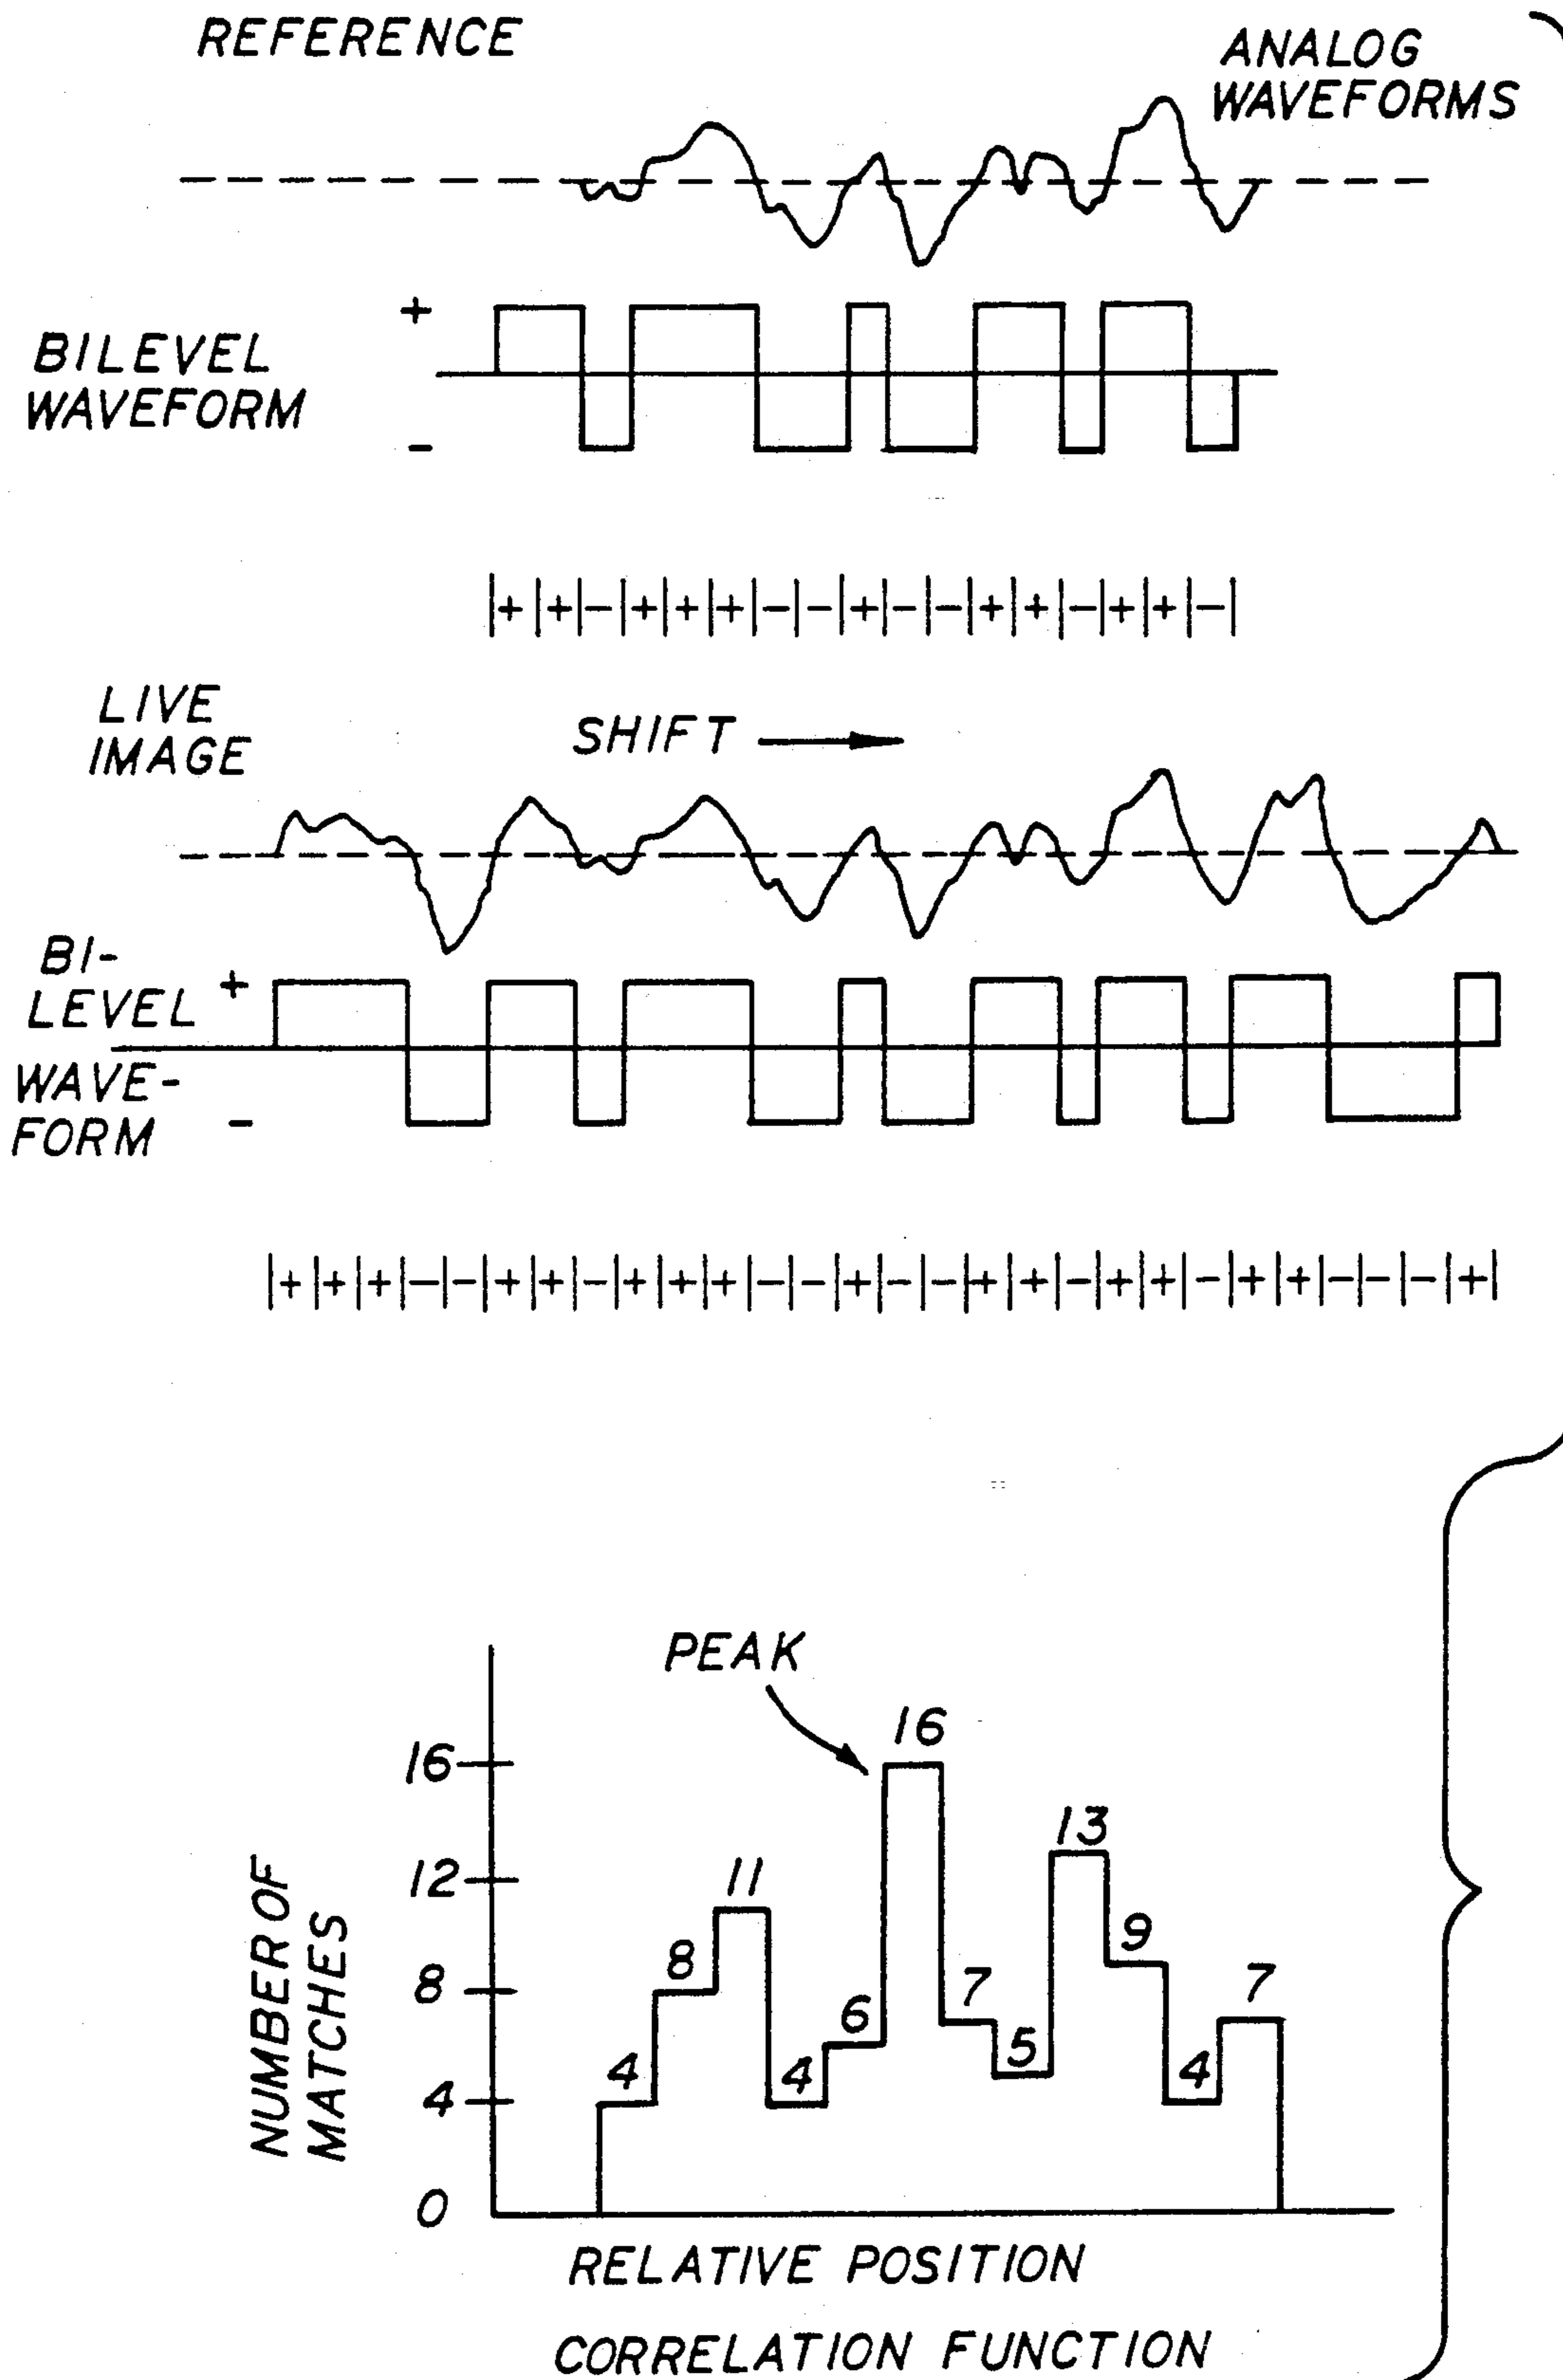 REFERENCE
ANALOG
WAVEFORMS
+
BILEVEL
WAVEFORM
-
|+|+|-|+|+|+|-|-|+|-|-|+|+|-|+|+|-|
LIVE
IMAGE
SHIFT
BI-
LEVEL
+
WAVE-
FORM
-
|+|+|+|-|-|+|+|-|+|+|+|-|-|+|-|-|+|+|-|+|+|-|+|+|-|-|-|+|
PEAK
NUMBER OF
MATCHES
16
12
8
4
0
4
8
11
4
6
16
7
5
13
9
4
7
RELATIVE POSITION
CORRELATION FUNCTION